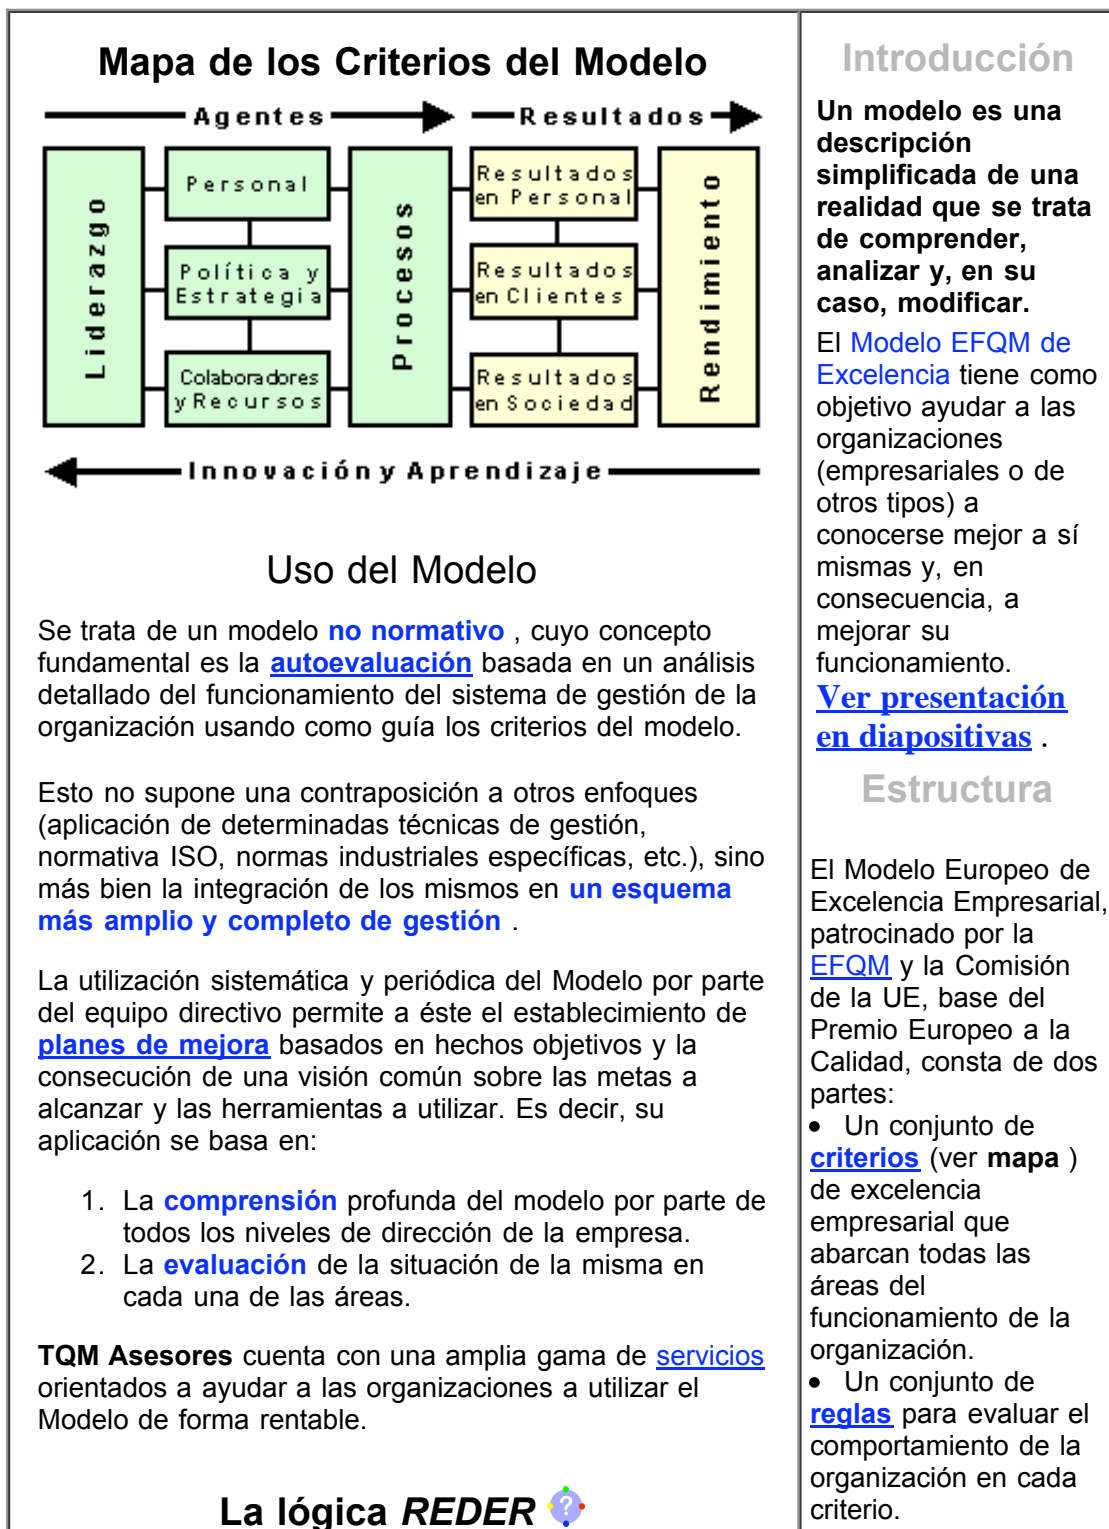 Mapa de los Criterios del Modelo
Agentes
Resultados
Liderazgo
Personal
Política y
Estrategia
Colaboradores
y Recursos
Procesos
Resultados
en Personal
Resultados
en Clientes
Resultados
en Sociedad
Rendimiento
Innovación y Aprendizaje
Uso del Modelo
Se trata de un modelo no normativo , cuyo concepto
fundamental es la autoevaluación basada en un análisis
detallado del funcionamiento del sistema de gestión de la
organización usando como guía los criterios del modelo.
Esto no supone una contraposición a otros enfoques
(aplicación de determinadas técnicas de gestión,
normativa ISO, normas industriales específicas, etc.), sino
más bien la integración de los mismos en un esquema
más amplio y completo de gestión .
La utilización sistemática y periódica del Modelo por parte
del equipo directivo permite a éste el establecimiento de
planes de mejora basados en hechos objetivos y la
consecución de una visión común sobre las metas a
alcanzar y las herramientas a utilizar. Es decir, su
aplicación se basa en:
1. La comprensión profunda del modelo por parte de
todos los niveles de dirección de la empresa.
2. La evaluación de la situación de la misma en
cada una de las áreas.
TQM Asesores cuenta con una amplia gama de servicios
orientados a ayudar a las organizaciones a utilizar el
Modelo de forma rentable.
La lógica REDER ?
Introducción
Un modelo es una
descripción
simplificada de una
realidad que se trata
de comprender,
analizar y, en su
caso, modificar.
El Modelo EFQM de
Excelencia tiene como
objetivo ayudar a las
organizaciones
(empresariales o de
otros tipos) a
conocerse mejor a sí
mismas y, en
consecuencia, a
mejorar su
funcionamiento.
Ver presentación
en diapositivas .
Estructura
El Modelo Europeo de
Excelencia Empresarial,
patrocinado por la
EFQM y la Comisión
de la UE, base del
Premio Europeo a la
Calidad, consta de dos
partes:
• Un conjunto de
criterios (ver mapa )
de excelencia
empresarial que
abarcan todas las
áreas del
funcionamiento de la
organización.
• Un conjunto de
reglas para evaluar el
comportamiento de la
organización en cada
criterio.